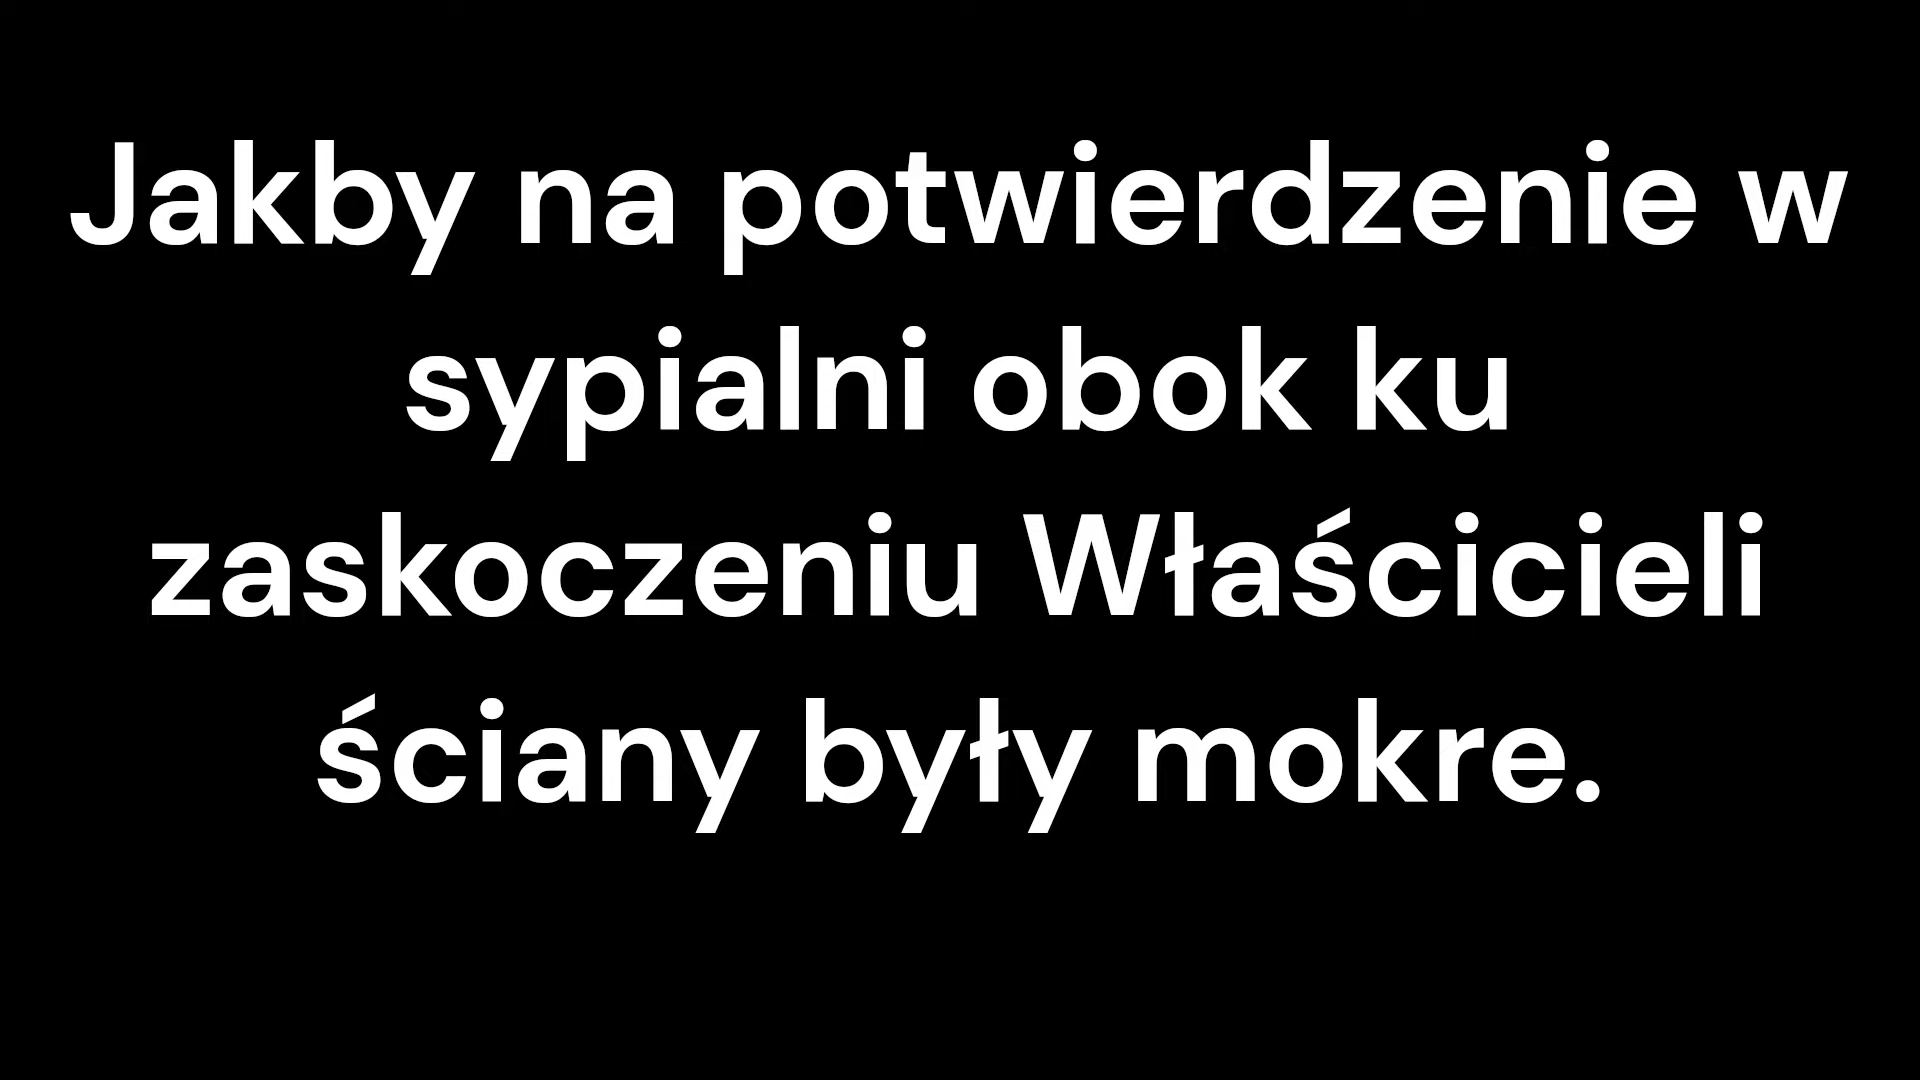 Jakby na potwierdzenie w
sypialni obok ku
zaskoczeniu Właścicieli
ściany były mokre.